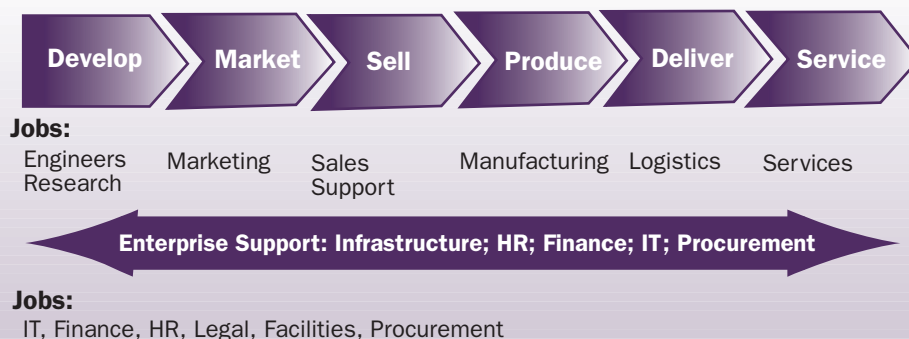 Develop
Market
Sell
Produce
Deliver
Service
Jobs:
Engineers
Research
Marketing
Sales
Support
Manufacturing
Logistics
Services
Enterprise Support: Infrastructure; HR; Finance; IT; Procurement
Jobs:
IT, Finance, HR, Legal, Facilities, Procurement